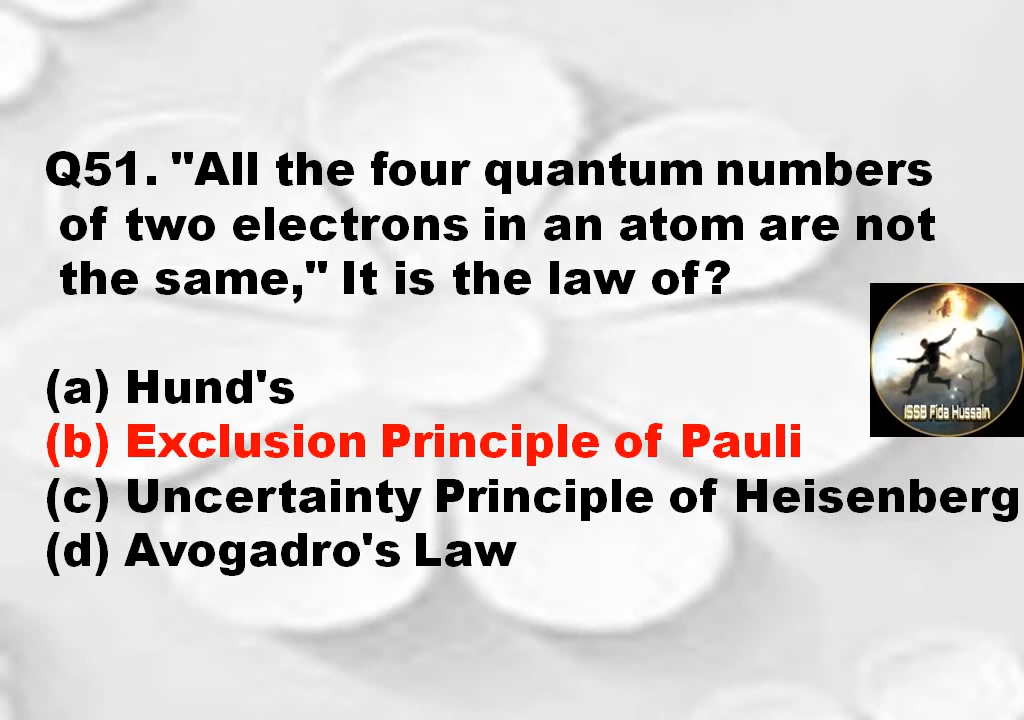 Q51. "All the four quantum numbers
of two electrons in an atom are not
the same," It is the law of?
(a) Hund's
(b) Exclusion Principle of Pauli
(c) Uncertainty Principle of Heisenberg
(d) Avogadro's Law
ISSB Fida Hussain